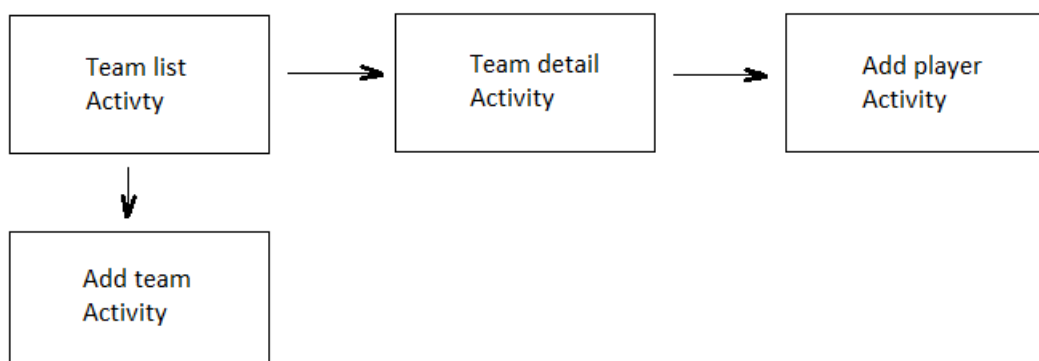 Team list
Activty
Team detail
Activity
Add player
Activity
Add team
Activity